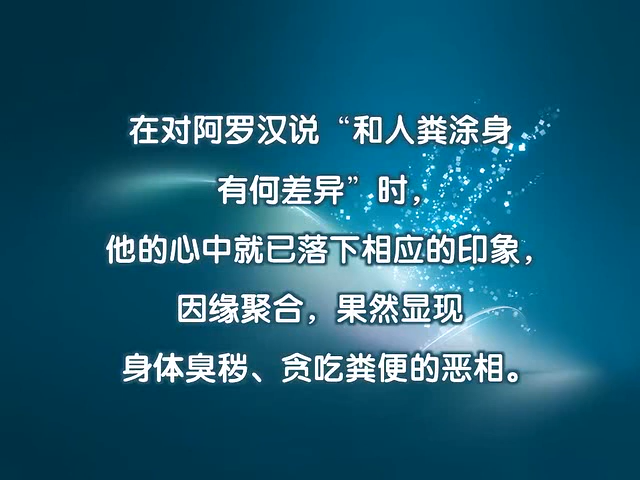 在对阿罗汉说“和人粪涂身
有何差异”时，
他的心中就已落下相应的印象，
因缘聚合，果然显现
身体臭秽、贪吃粪便的恶相。